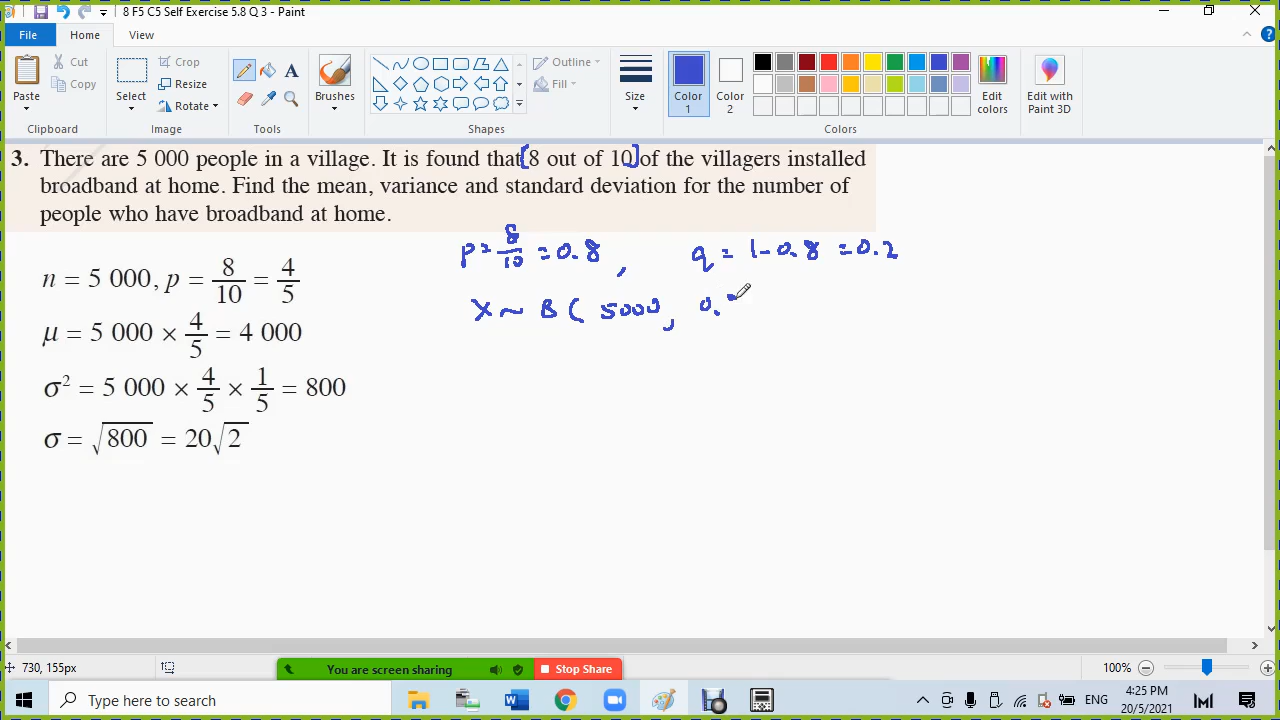 8 F5 C5 Self Exercise 5.8 Q 3 - Paint
File Home View
Cut
Copy
Paste
Clipboard
Crop
Resize
Rotate
Select
Image
A
Tools
Brushes
Outline
Fill
Shapes
Size
Color 1
Color 2
Edit colors
Colors
Edit with Paint 3D
3. There are 5 000 people in a village. It is found that [8 out of 10] of the villagers installed
broadband at home. Find the mean, variance and standard deviation for the number of
people who have broadband at home.
p = 8/10 = 0.8 , q = 1 - 0.8 = 0.2
n = 5 000, p = 8/10 = 4/5
X ~ B ( 5000, 0.
μ = 5 000 × 4/5 = 4 000
σ² = 5 000 × 4/5 × 1/5 = 800
σ = √800 = 20√2
730, 155px
You are screen sharing
Stop Share
100%
Type here to search
ENG
4:25 PM
20/5/2021